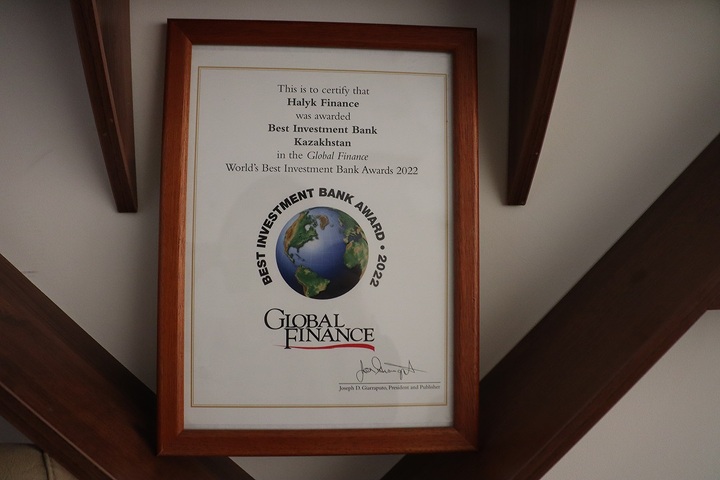 This is to certify that
Halyk Finance
was awarded
Best Investment Bank
Kazakhstan
in the Global Finance
World's Best Investment Bank Awards 2022
BEST INVESTMENT BANK AWARD • 2022
GLOBAL
FINANCE
Joseph D. Giarraputo, President and Publisher